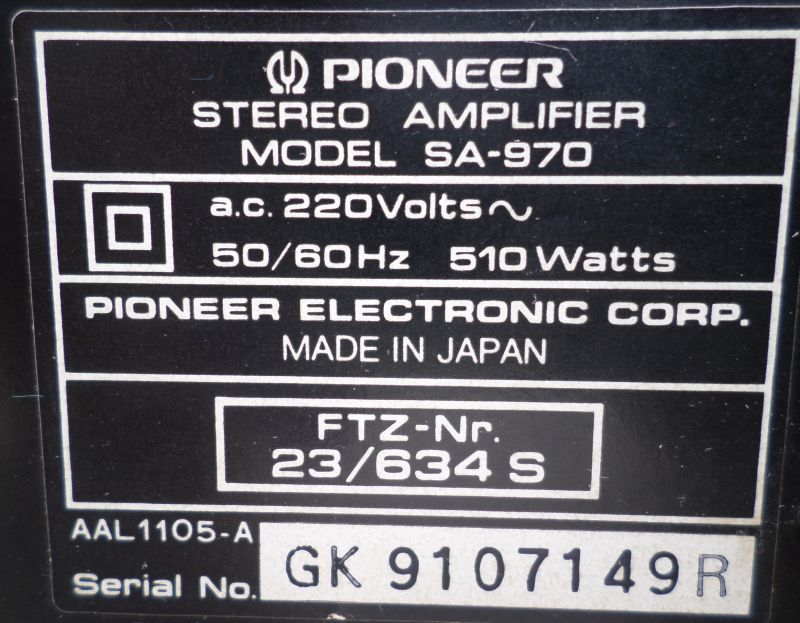 PIONEER
STEREO AMPLIFIER
MODEL SA-970
a.c. 220Volts~
50/60Hz 510Watts
PIONEER ELECTRONIC CORP.
MADE IN JAPAN
FTZ-Nr.
23/634 S
AAL1105-A
Serial No. GK 9107149R